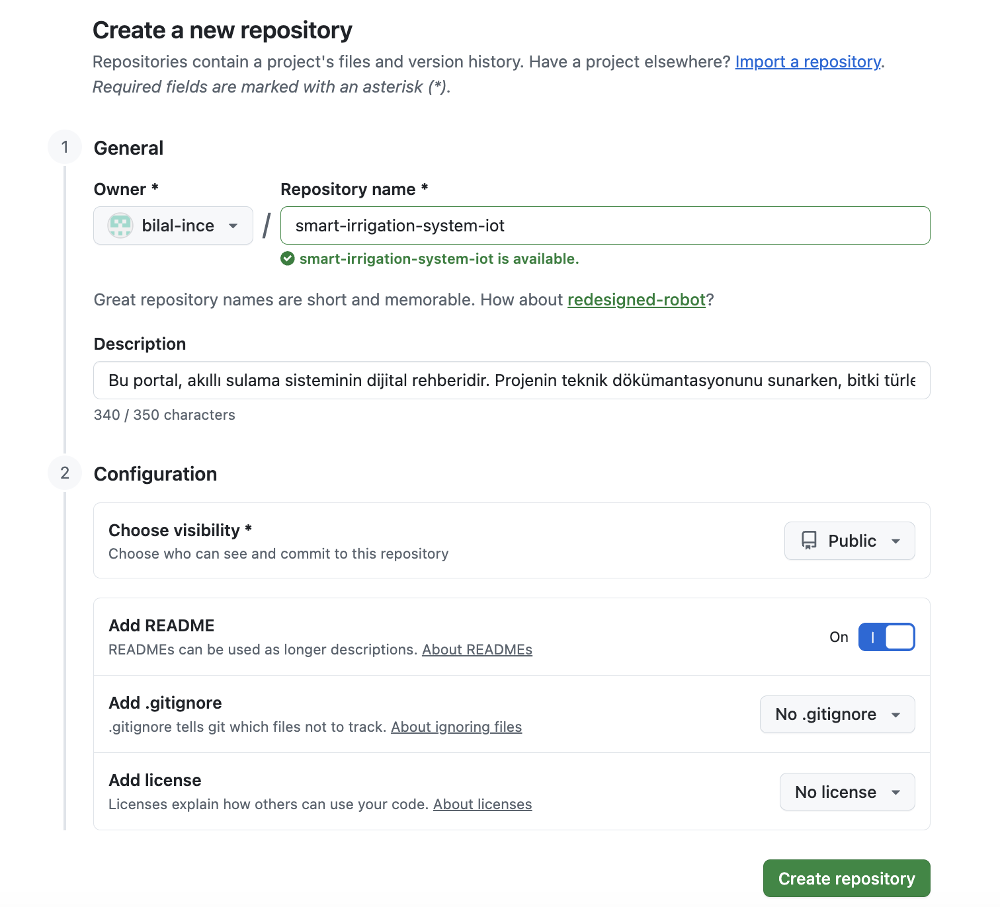 Create a new repository
Repositories contain a project's files and version history. Have a project elsewhere? Import a repository.
Required fields are marked with an asterisk (*).
1
General
Owner *
Repository name *
bilal-ince
/
smart-irrigation-system-iot
smart-irrigation-system-iot is available.
Great repository names are short and memorable. How about redesigned-robot?
Description
Bu portal, akıllı sulama sisteminin dijital rehberidir. Projenin teknik dökümantasyonunu sunarken, bitki türle
340 / 350 characters
2
Configuration
Choose visibility *
Choose who can see and commit to this repository
Public
Add README
READMEs can be used as longer descriptions. About READMEs
On
Add .gitignore
.gitignore tells git which files not to track. About ignoring files
No .gitignore
Add license
Licenses explain how others can use your code. About licenses
No license
Create repository